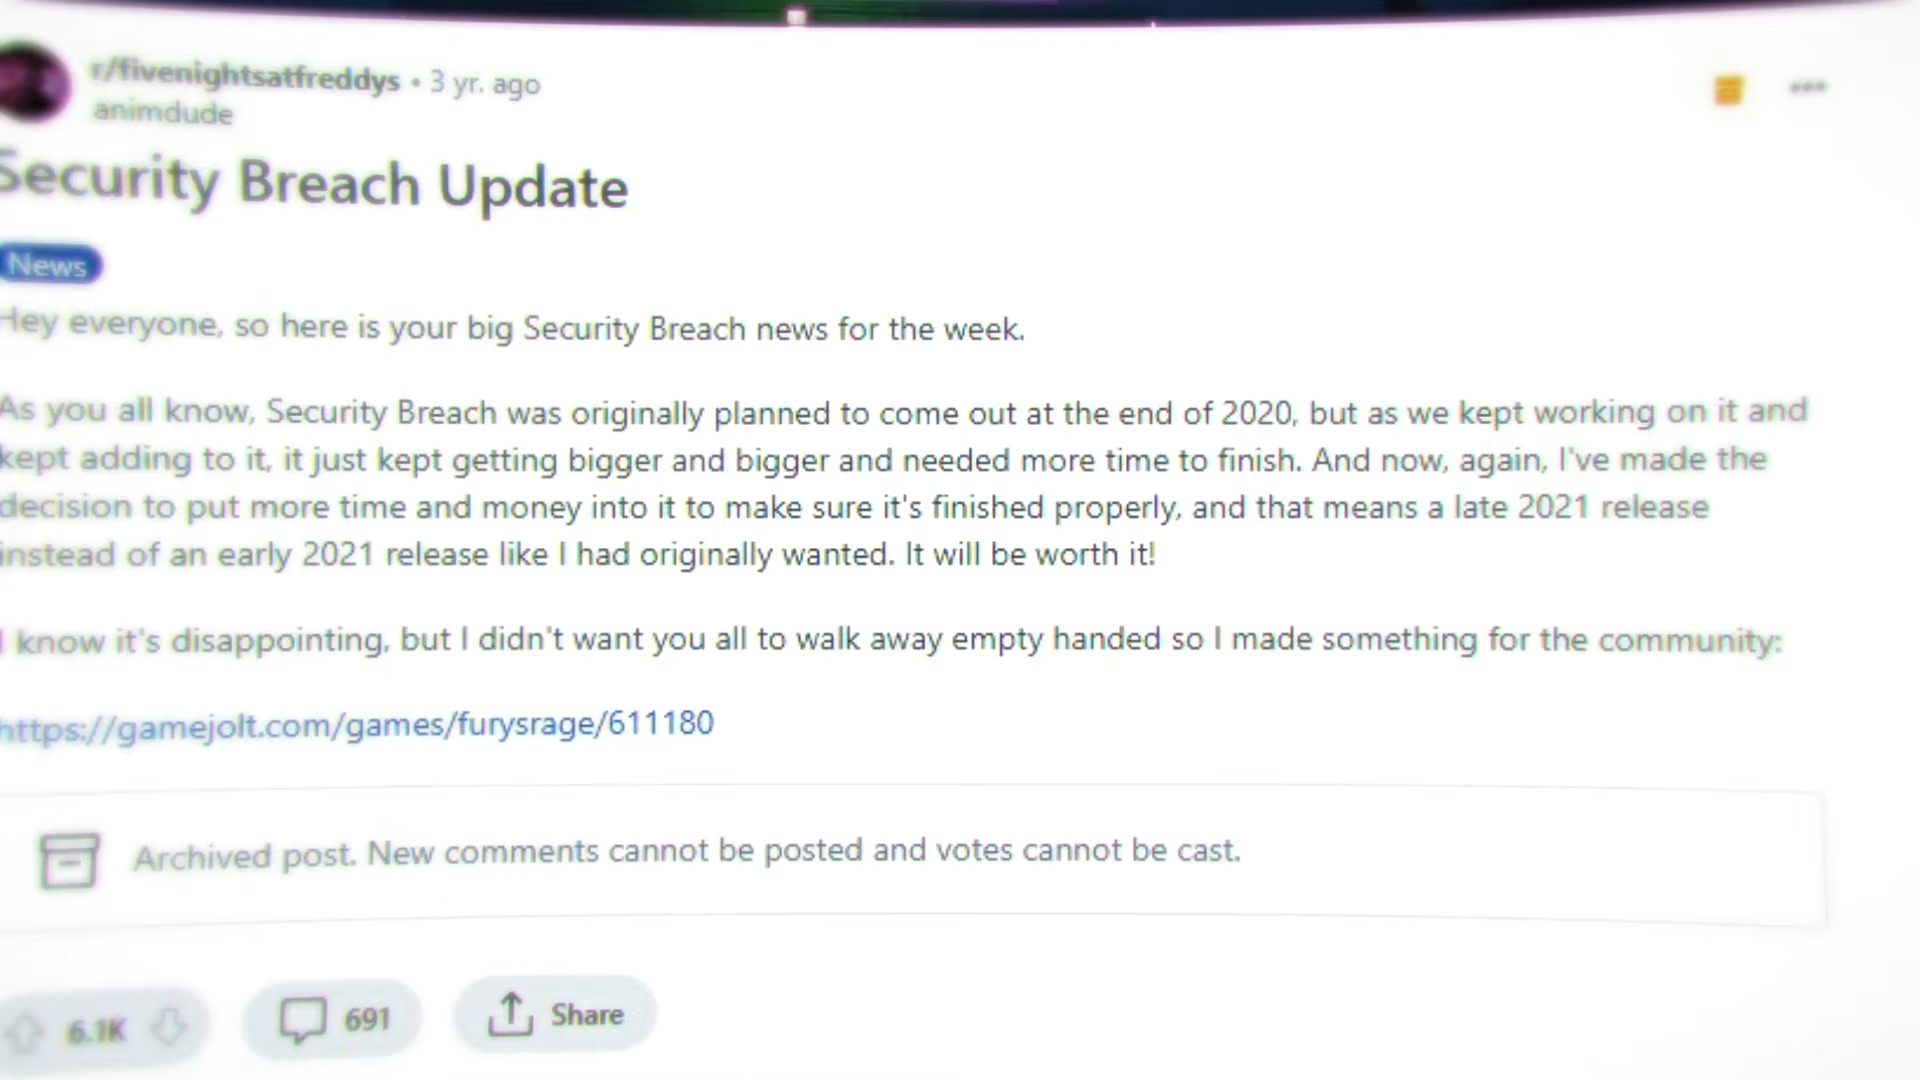 r/fivenightsatfreddys • 3 yr. ago
animdude
Security Breach Update
News
Hey everyone, so here is your big Security Breach news for the week.
As you all know, Security Breach was originally planned to come out at the end of 2020, but as we kept working on it and
kept adding to it, it just kept getting bigger and bigger and needed more time to finish. And now, again, I've made the
decision to put more time and money into it to make sure it's finished properly, and that means a late 2021 release
instead of an early 2021 release like I had originally wanted. It will be worth it!
I know it's disappointing, but I didn't want you all to walk away empty handed so I made something for the community:
https://gamejolt.com/games/furysrage/611180
Archived post. New comments cannot be posted and votes cannot be cast.
6.1K 691 Share